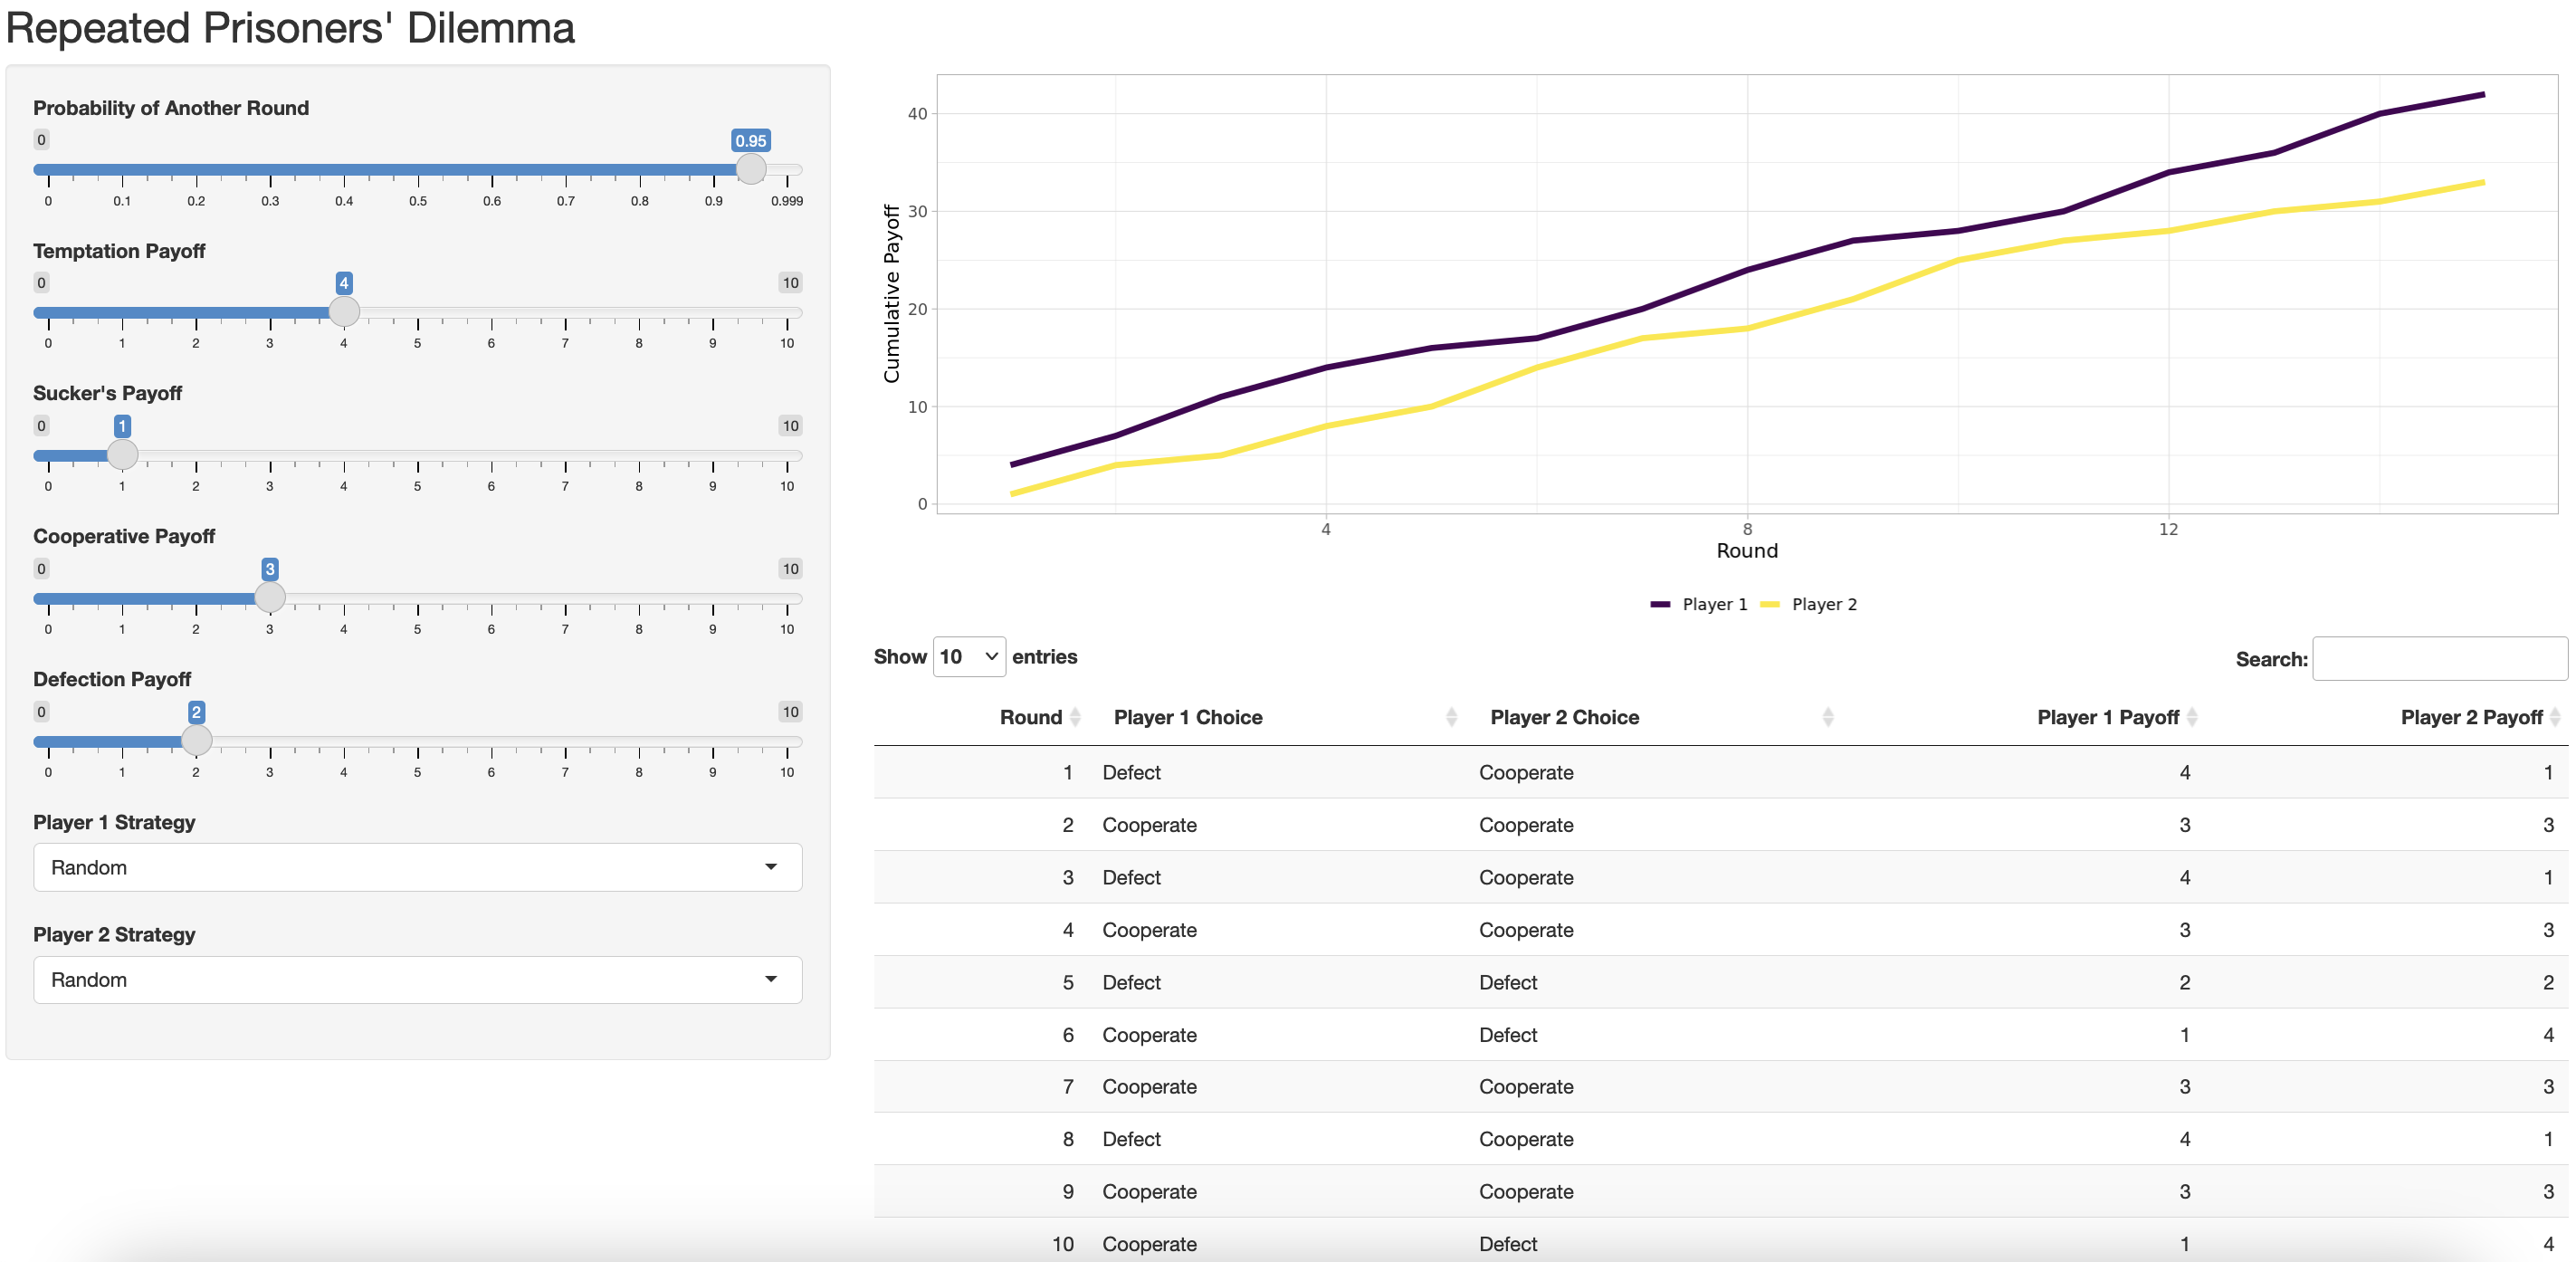 Repeated Prisoners' Dilemma
Probability of Another Round
0
0.95
0 0.1 0.2 0.3 0.4 0.5 0.6 0.7 0.8 0.9 0.999
Temptation Payoff
0 4 10
0 1 2 3 4 5 6 7 8 9 10
Sucker's Payoff
0 1 10
0 1 2 3 4 5 6 7 8 9 10
Cooperative Payoff
0 3 10
0 1 2 3 4 5 6 7 8 9 10
Defection Payoff
0 2 10
0 1 2 3 4 5 6 7 8 9 10
Player 1 Strategy
Random
Player 2 Strategy
Random
Cumulative Payoff
40
30
20
10
0
4 8 12
Round
Player 1 Player 2
Show 10 entries
Search:
Round Player 1 Choice Player 2 Choice Player 1 Payoff Player 2 Payoff
1 Defect Cooperate 4 1
2 Cooperate Cooperate 3 3
3 Defect Cooperate 4 1
4 Cooperate Cooperate 3 3
5 Defect Defect 2 2
6 Cooperate Defect 1 4
7 Cooperate Cooperate 3 3
8 Defect Cooperate 4 1
9 Cooperate Cooperate 3 3
10 Cooperate Defect 1 4